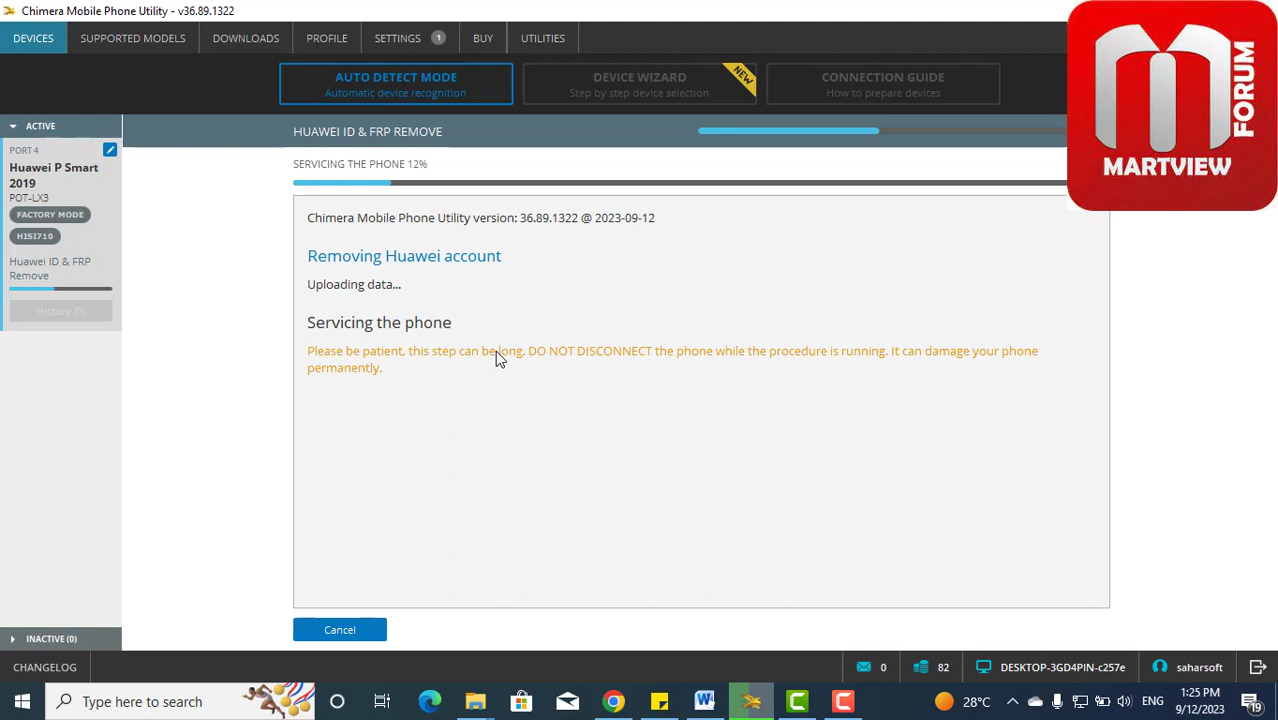 Chimera Mobile Phone Utility - v36.89.1322
DEVICES
SUPPORTED MODELS
DOWNLOADS
PROFILE
SETTINGS 1
BUY
UTILITIES
AUTO DETECT MODE
Automatic device recognition
DEVICE WIZARD
Step by step device selection
NEW
CONNECTION GUIDE
How to prepare devices
MARTVIEW
FORUM
ACTIVE
PORT 4
Huawei P Smart
2019
POT-LX3
FACTORY MODE
HISI710
Huawei ID & FRP
Remove
History (0)
HUAWEI ID & FRP REMOVE
SERVICING THE PHONE 12%
Chimera Mobile Phone Utility version: 36.89.1322 @ 2023-09-12
Removing Huawei account
Uploading data...
Servicing the phone
Please be patient, this step can be long. DO NOT DISCONNECT the phone while the procedure is running. It can damage your phone
permanently.
Cancel
INACTIVE (0)
CHANGELOG
0
82
DESKTOP-3GD4PIN-c257e
saharsoft
Type here to search
28°C
ENG
1:25 PM
9/12/2023
19